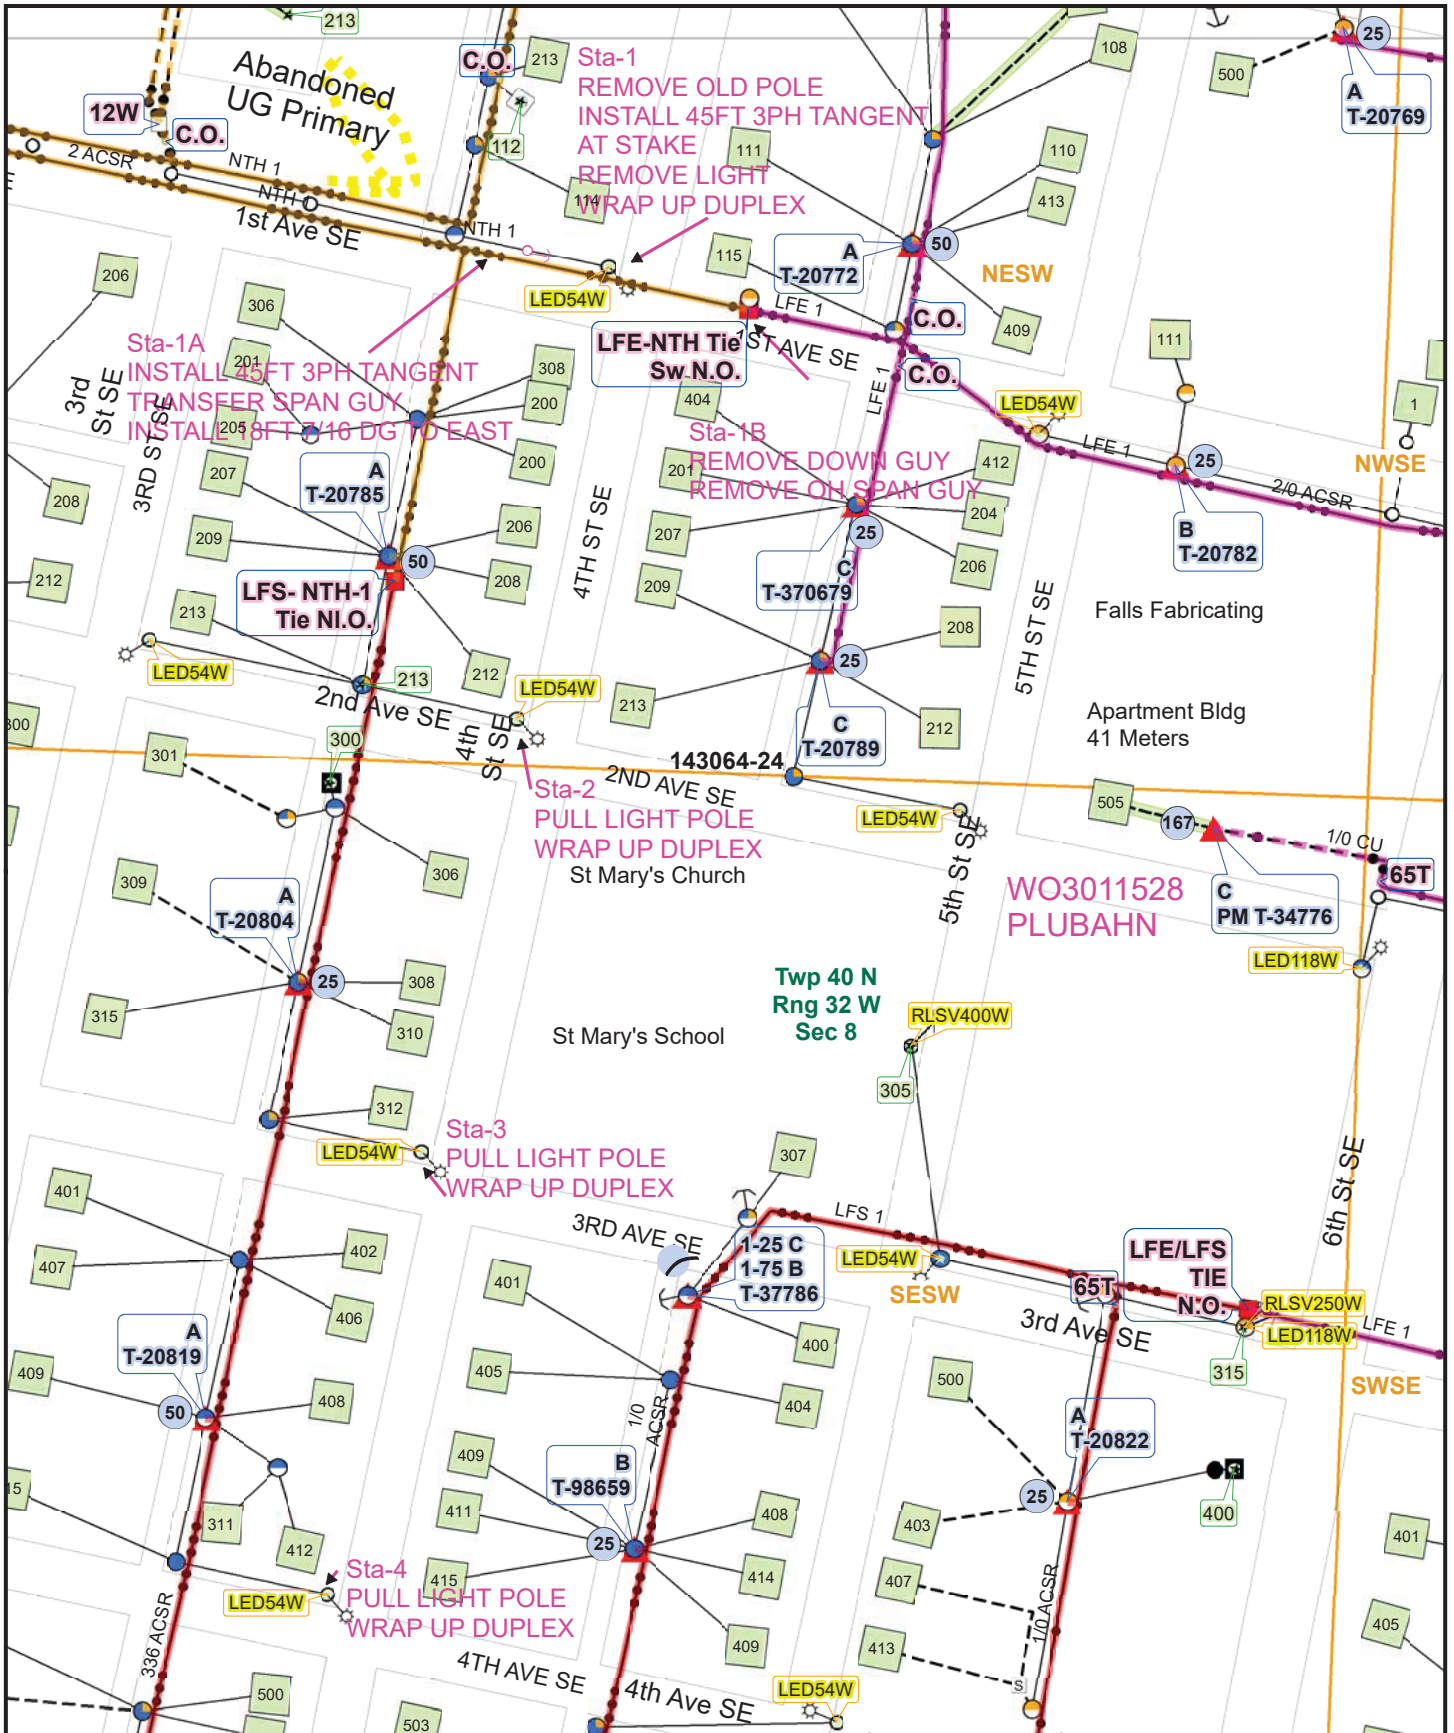 213
Abandoned
UG Primary
C.O.
213
Sta-1
REMOVE OLD POLE
INSTALL 45FT 3PH TANGENT
AT STAKE
REMOVE LIGHT
WRAP UP DUPLEX
108
500
25
A
T-20769
12W
C.O.
112
111
110
114
413
2 ACSR
NTH 1
NTH 1
NTH 1
1st Ave SE
115
A
T-20772
50
NESW
206
306
LED54W
LFE 1
C.O.
409
LFE-NTH Tie
Sw N.O.
1ST AVE SE
111
Sta-1A
INSTALL 45FT 3PH TANGENT
TRANSFER SPAN GUY
INSTALL 18FT 7/16 DG TO EAST
201
205
308
200
200
3rd
St SE
3RD ST SE
404
LFE 1
C.O.
LED54W
LFE 1
1
25
NWSE
2/0 ACSR
Sta-1B
REMOVE DOWN GUY
REMOVE OH SPAN GUY
201
412
204
207
A
T-20785
208
209
206
50
208
4TH ST SE
207
25
206
C
T-370679
209
B
T-20782
212
LFS- NTH-1
Tie Nl.O.
213
5TH ST SE
Falls Fabricating
208
25
LED54W
213
212
LED54W
2nd Ave SE
213
212
C
T-20789
Apartment Bldg
41 Meters
300
301
300
4th
St SE
143064-24
2ND AVE SE
Sta-2
PULL LIGHT POLE
WRAP UP DUPLEX
LED54W
505
167
1/0 CU
65T
C
PM T-34776
306
309
A
T-20804
St Mary's Church
5th St SE
WO3011528
PLUBAHN
LED118W
25
308
315
310
Twp 40 N
Rng 32 W
Sec 8
St Mary's School
RLSV400W
305
312
LED54W
Sta-3
PULL LIGHT POLE
WRAP UP DUPLEX
307
6th St SE
401
407
402
3RD AVE SE
LFS 1
1-25 C
1-75 B
T-37786
LED54W
SESW
65T
LFE/LFS
TIE
N.O.
RLSV250W
LED118W
LFE 1
3rd Ave SE
406
401
400
A
T-20819
409
50
408
405
404
1/0
ACSR
315
500
SWSE
A
T-20822
409
B
T-98659
25
400
15
311
412
411
408
403
401
25
415
414
407
Sta-4
PULL LIGHT POLE
WRAP UP DUPLEX
LED54W
336 ACSR
409
413
1/0 ACSR
405
S
4TH AVE SE
4th Ave SE
LED54W
500
503